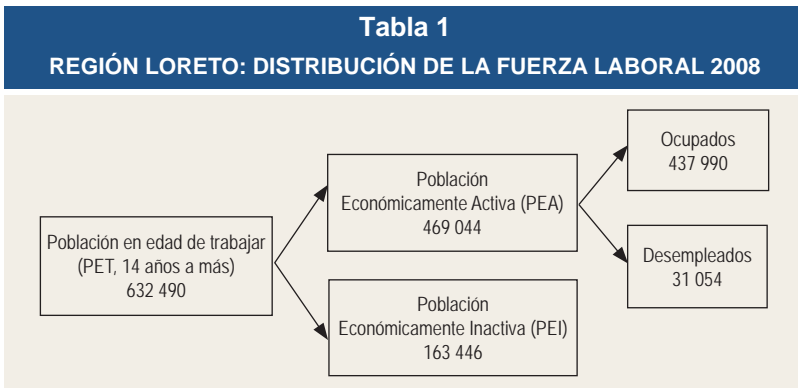 Tabla 1
REGIÓN LORETO: DISTRIBUCIÓN DE LA FUERZA LABORAL 2008
Población en edad de trabajar
(PET, 14 años a más)
632 490
Población
Económicamente Activa (PEA)
469 044
Población
Económicamente Inactiva (PEI)
163 446
Ocupados
437 990
Desempleados
31 054